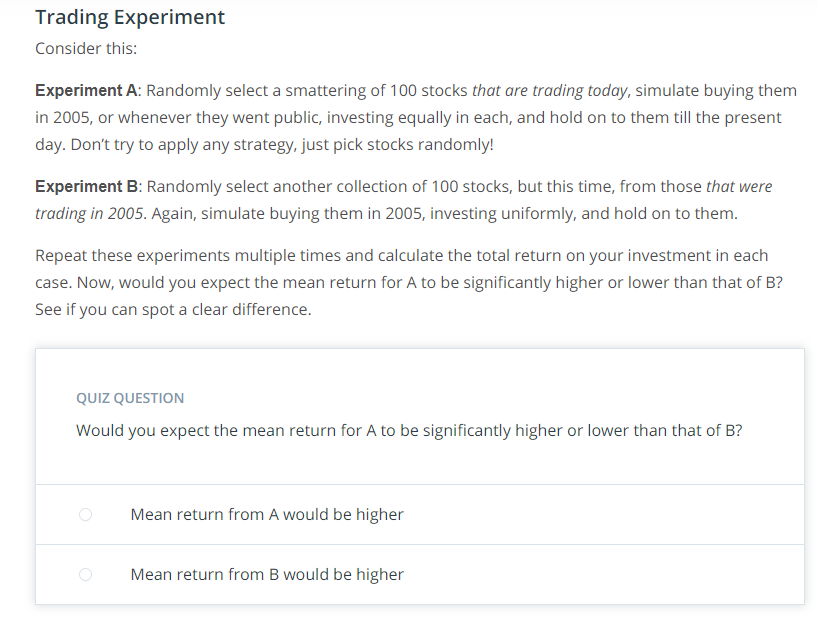 Trading Experiment
Consider this:
Experiment A: Randomly select a smattering of 100 stocks that are trading today, simulate buying them
in 2005, or whenever they went public, investing equally in each, and hold on to them till the present
day. Don’t try to apply any strategy, just pick stocks randomly!
Experiment B: Randomly select another collection of 100 stocks, but this time, from those that were
trading in 2005. Again, simulate buying them in 2005, investing uniformly, and hold on to them.
Repeat these experiments multiple times and calculate the total return on your investment in each
case. Now, would you expect the mean return for A to be significantly higher or lower than that of B?
See if you can spot a clear difference.
QUIZ QUESTION
Would you expect the mean return for A to be significantly higher or lower than that of B?
Mean return from A would be higher
Mean return from B would be higher